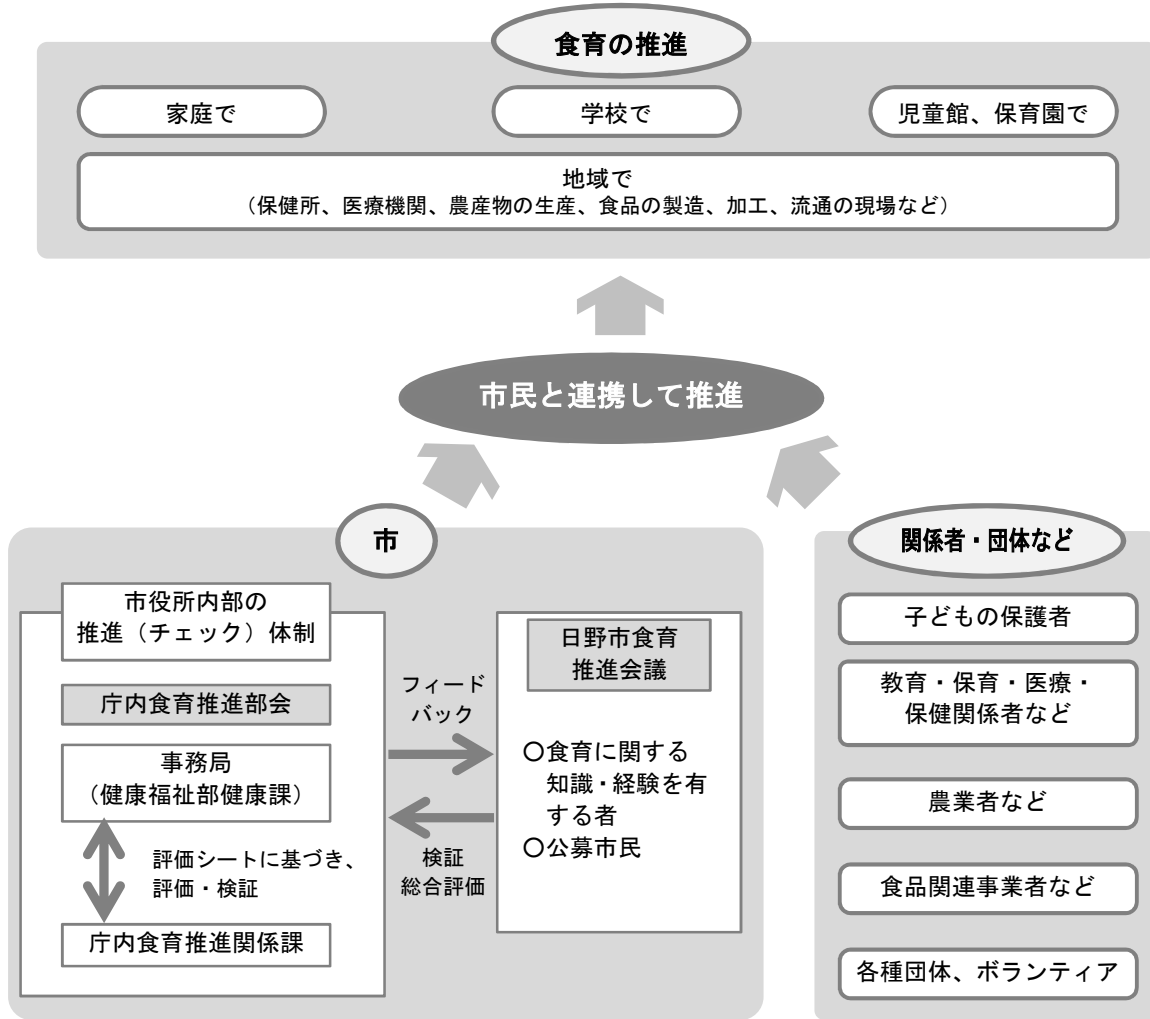 食育の推進
家庭で
学校で
児童館、保育園で
地域で
（保健所、医療機関、農産物の生産、食品の製造、加工、流通の現場など）
市民と連携して推進
市
市役所内部の
推進（チェック）体制
庁内食育推進部会
事務局
（健康福祉部健康課）
評価シートに基づき、
評価・検証
庁内食育推進関係課
フィード
バック
検証
総合評価
日野市食育
推進会議
〇食育に関する
知識・経験を有
する者
〇公募市民
関係者・団体など
子どもの保護者
教育・保育・医療・
保健関係者など
農業者など
食品関連事業者など
各種団体、ボランティア